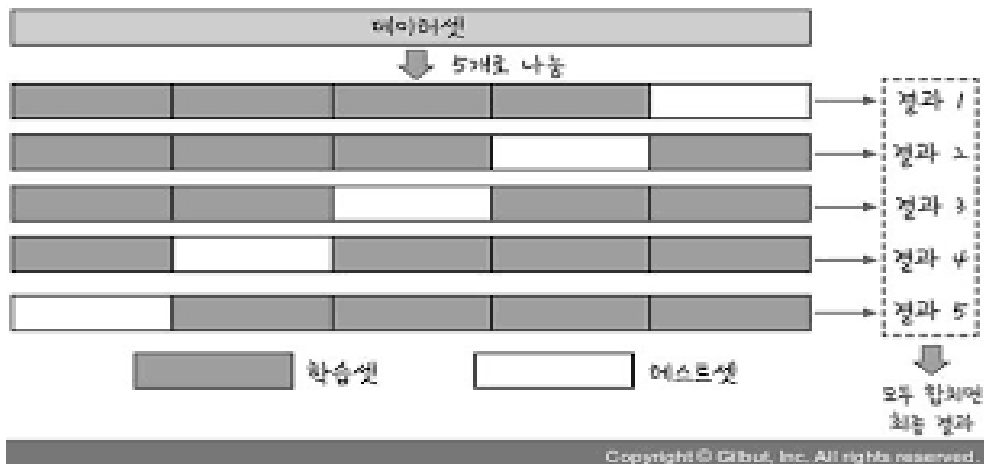 데이터셋
5개로 나눔
결과 1
결과 2
결과 3
결과 4
결과 5
학습셋
테스트셋
모두 합치면
최종 결과
Copyright © Gilbut, Inc. All rights reserved.